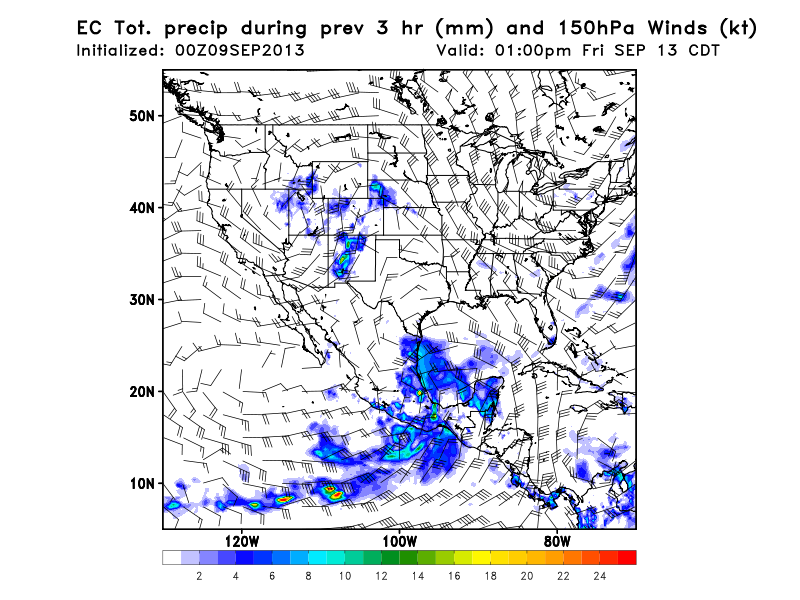 EC Tot. precip during prev 3 hr (mm) and 150hPa Winds (kt)
Initialized: 00Z09SEP2013 Valid: 01:00pm Fri SEP 13 CDT
50N
40N
30N
20N
10N
120W 100W 80W
2 4 6 8 10 12 14 16 18 20 22 24